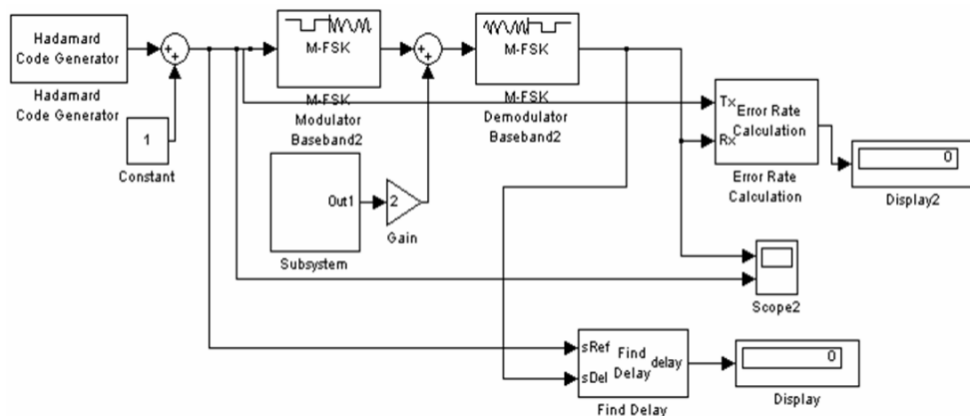 Hadamard
Code Generator
Hadamard
Code Generator
1
Constant
M-FSK
M-FSK
Modulator
Baseband2
M-FSK
M-FSK
Demodulator
Baseband2
Out1
Subsystem
2
Gain
Tx
Rx
Error Rate
Calculation
Error Rate
Calculation
0
Display2
Scope2
sRef
sDel
Find
Delay
delay
Find Delay
0
Display